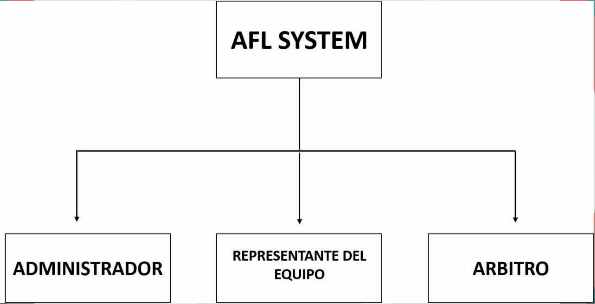 AFL SYSTEM
ADMINISTRADOR
REPRESENTANTE DEL
EQUIPO
ARBITRO